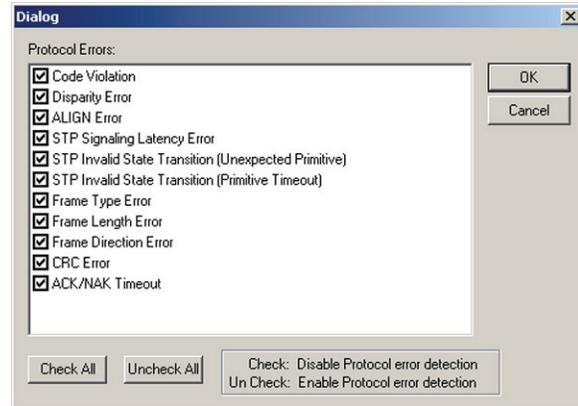 Dialog
Protocol Errors:
Code Violation
Disparity Error
ALIGN Error
STP Signaling Latency Error
STP Invalid State Transition (Unexpected Primitive)
STP Invalid State Transition (Primitive Timeout)
Frame Type Error
Frame Length Error
Frame Direction Error
CRC Error
ACK/NAK Timeout
OK
Cancel
Check All
Uncheck All
Check: Disable Protocol error detection
Un Check: Enable Protocol error detection